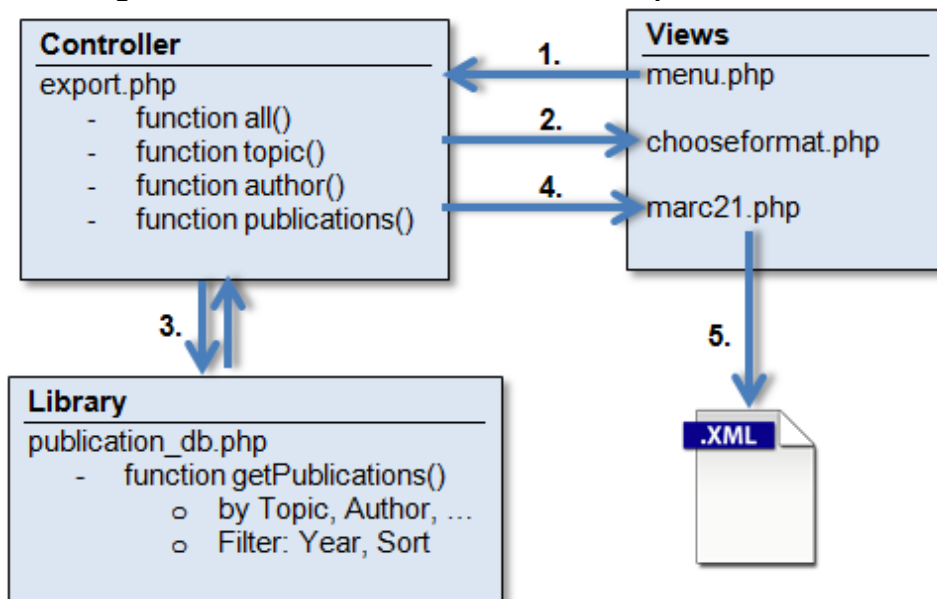 Controller
export.php
- function all()
- function topic()
- function author()
- function publications()
1.
2.
4.
Views
menu.php
chooseformat.php
marc21.php
3.
5.
Library
publication_db.php
- function getPublications()
o by Topic, Author, ...
o Filter: Year, Sort
.XML